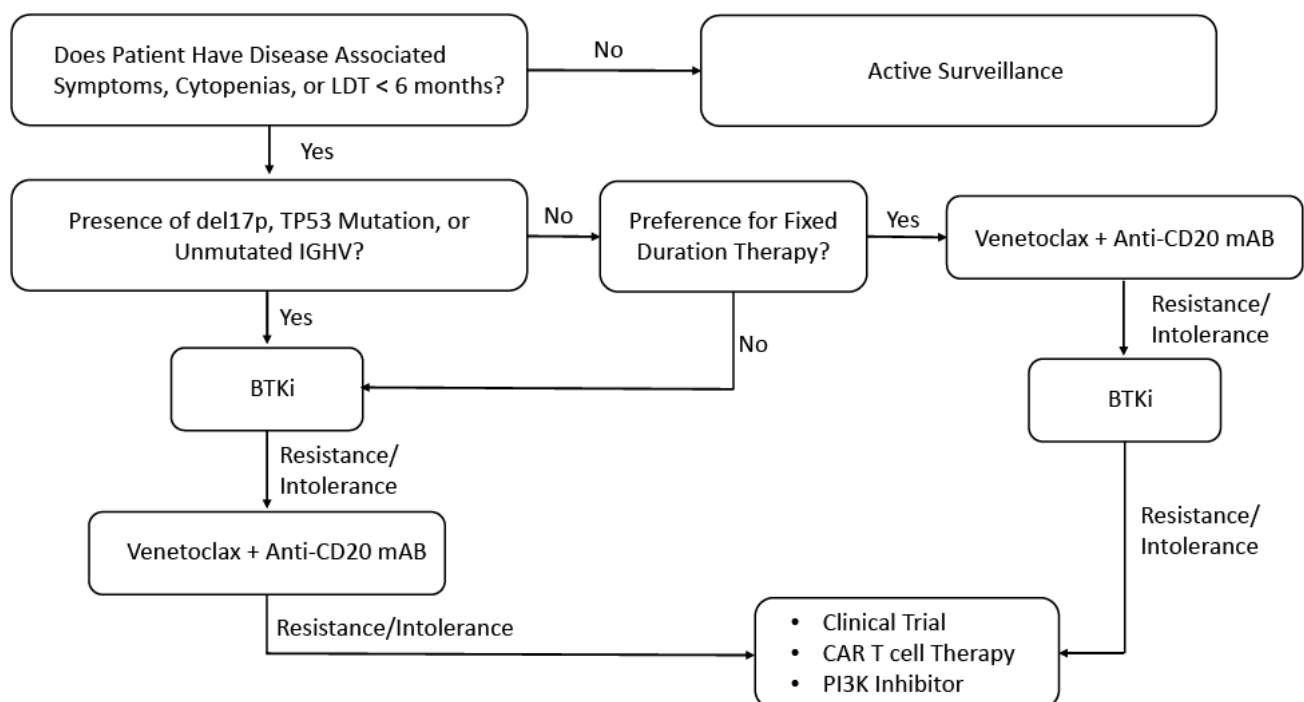 Does Patient Have Disease Associated
Symptoms, Cytopenias, or LDT < 6 months?
No
Active Surveillance
Yes
Presence of del17p, TP53 Mutation, or
Unmutated IGHV?
No
Preference for Fixed
Duration Therapy?
Yes
Venetoclax + Anti-CD20 mAB
Yes
No
Resistance/
Intolerance
BTKi
BTKi
Resistance/
Intolerance
Resistance/
Intolerance
Venetoclax + Anti-CD20 mAB
Resistance/Intolerance
• Clinical Trial
• CAR T cell Therapy
• PI3K Inhibitor